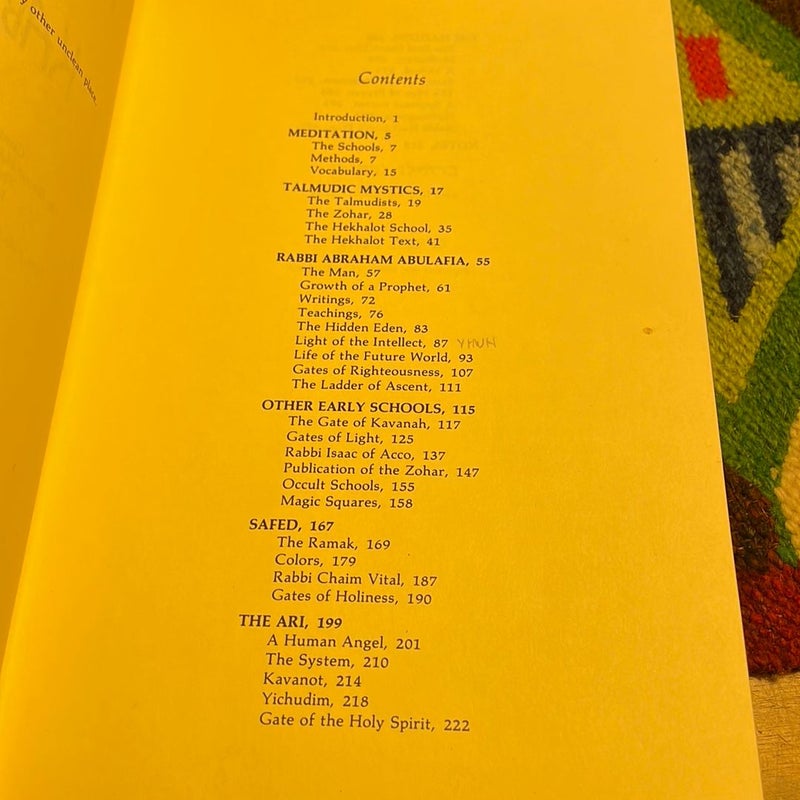 y other unclean place.
Contents
Introduction, 1
MEDITATION, 5
The Schools, 7
Methods, 7
Vocabulary, 15
TALMUDIC MYSTICS, 17
The Talmudists, 19
The Zohar, 28
The Hekhalot School, 35
The Hekhalot Text, 41
RABBI ABRAHAM ABULAFIA, 55
The Man, 57
Growth of a Prophet, 61
Writings, 72
Teachings, 76
The Hidden Eden, 83
Light of the Intellect, 87 YHVH
Life of the Future World, 93
Gates of Righteousness, 107
The Ladder of Ascent, 111
OTHER EARLY SCHOOLS, 115
The Gate of Kavanah, 117
Gates of Light, 125
Rabbi Isaac of Acco, 137
Publication of the Zohar, 147
Occult Schools, 155
Magic Squares, 158
SAFED, 167
The Ramak, 169
Colors, 179
Rabbi Chaim Vital, 187
Gates of Holiness, 190
THE ARI, 199
A Human Angel, 201
The System, 210
Kavanot, 214
Yichudim, 218
Gate of the Holy Spirit, 222